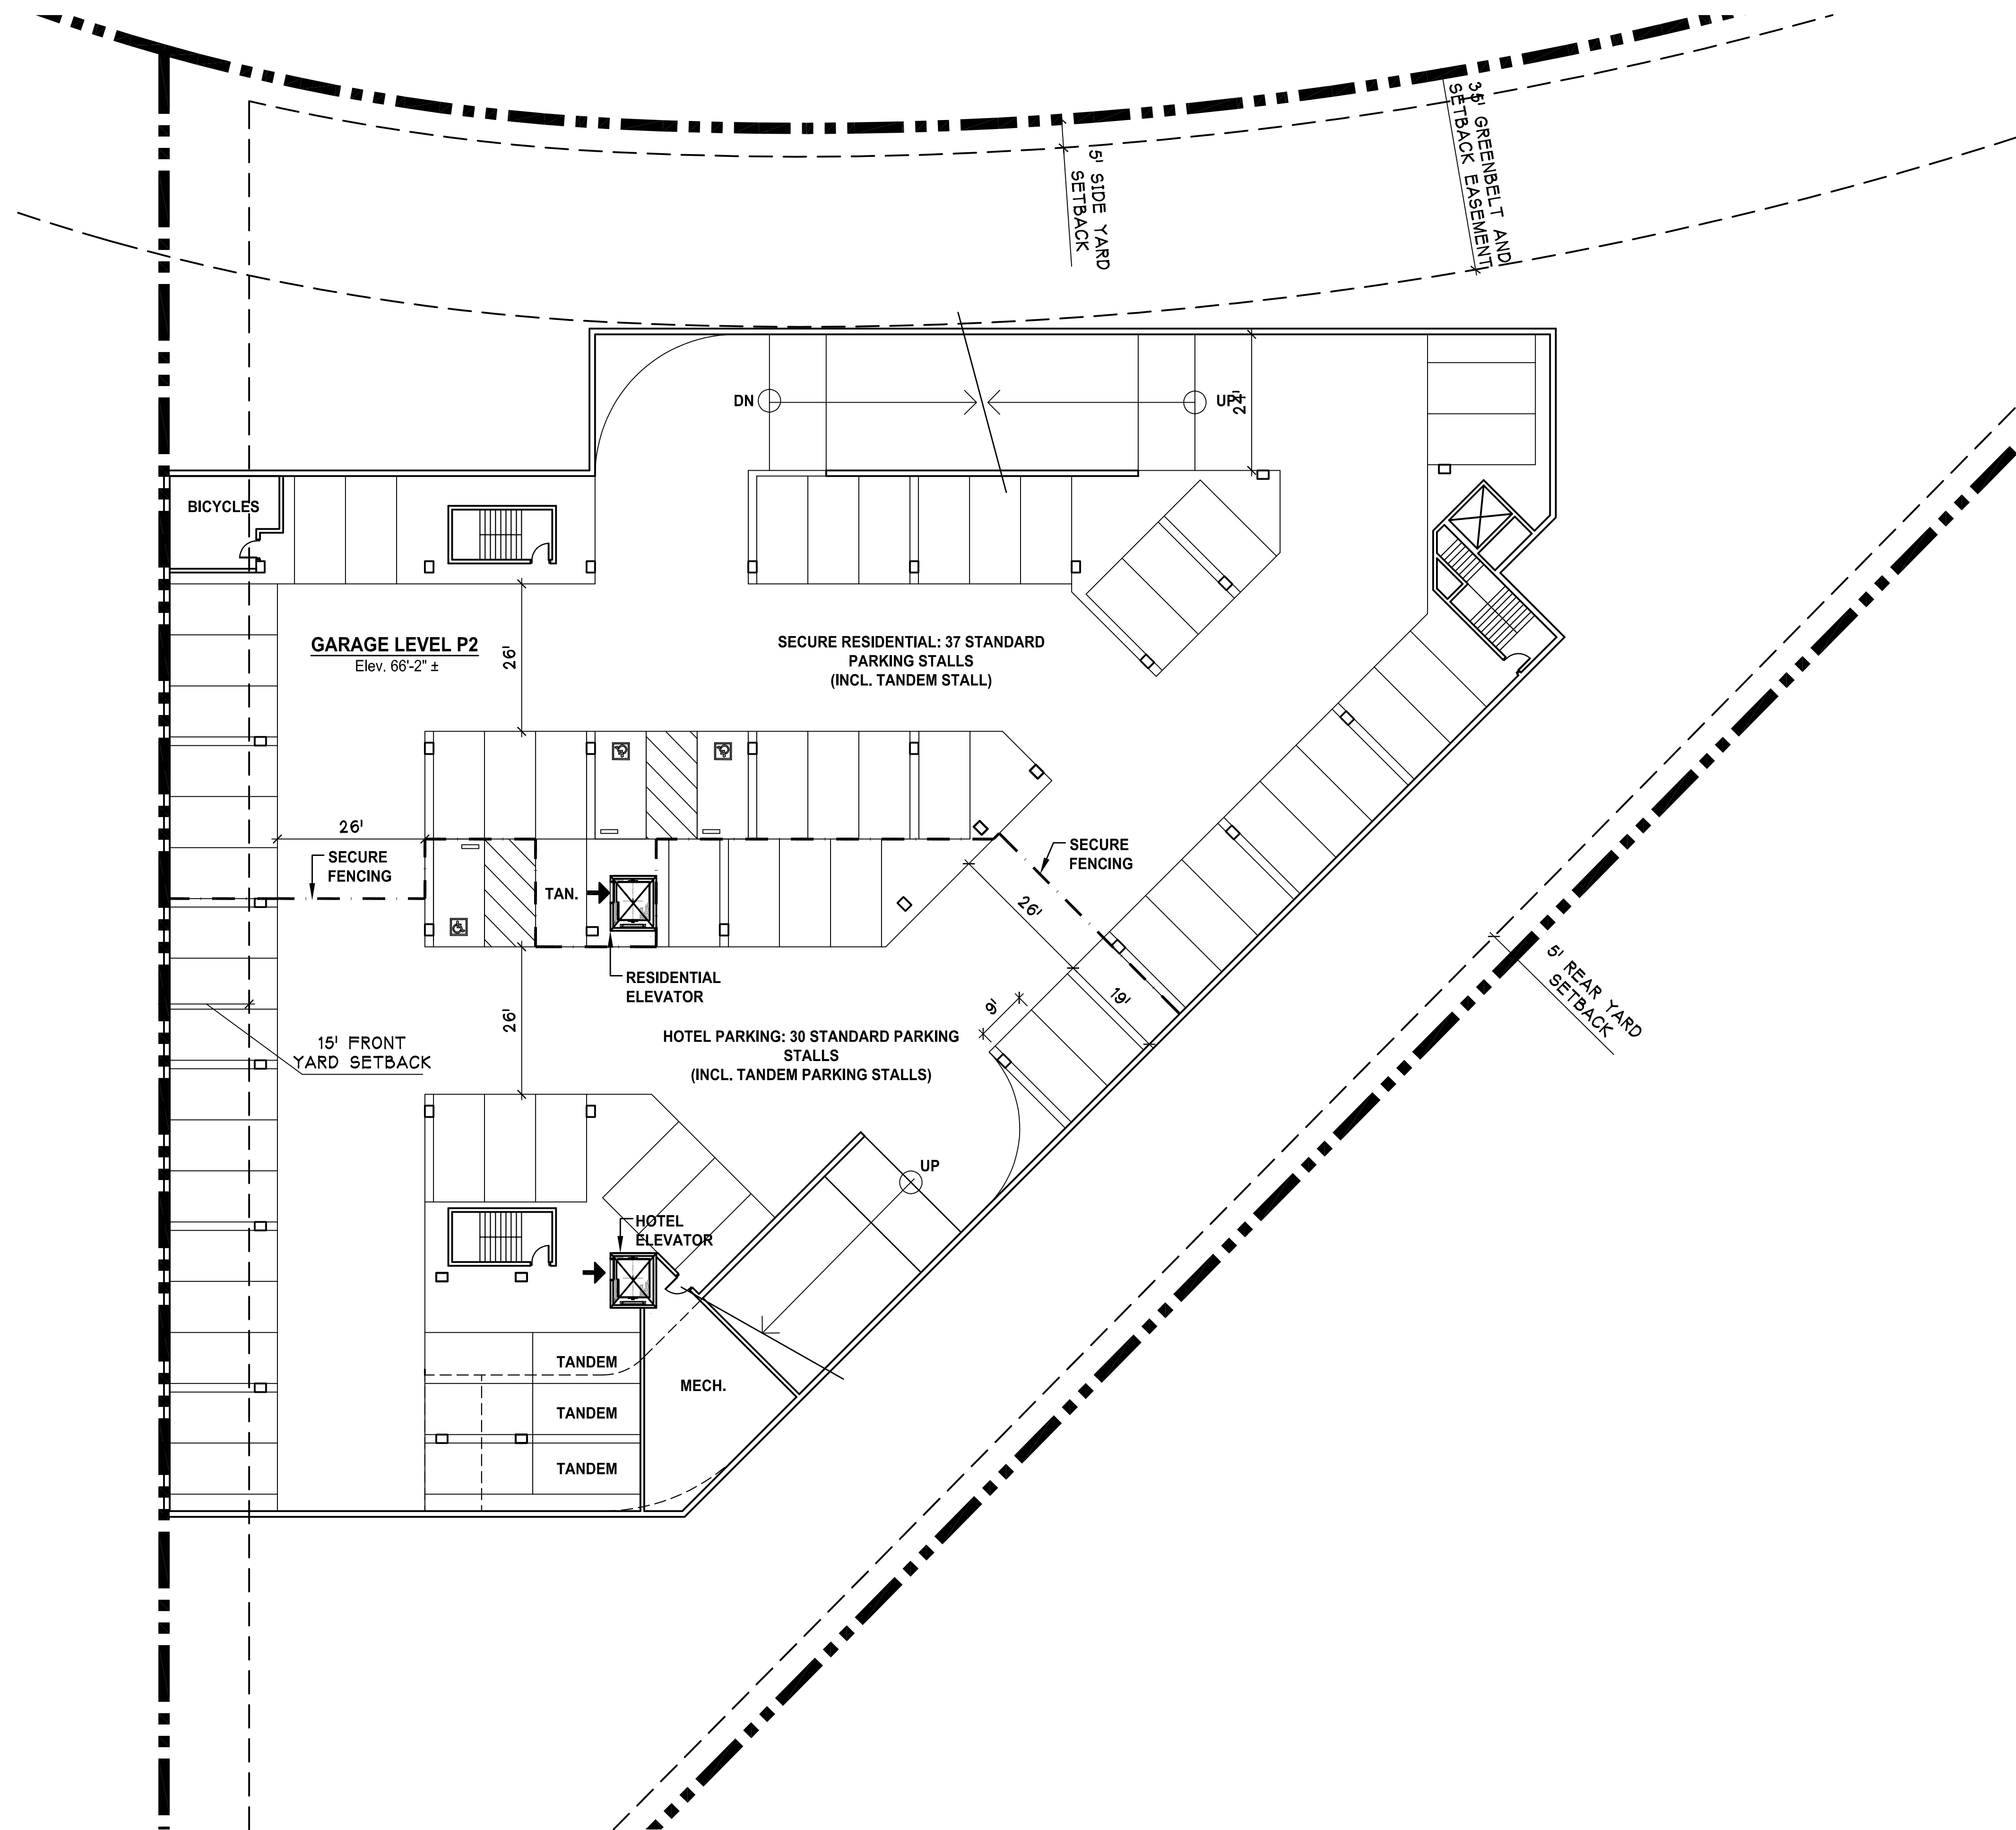 35' GREENBELT AND
SETBACK EASEMENT
5' SIDE YARD
SETBACK
DN
UP
24'
BICYCLES
GARAGE LEVEL P2
Elev. 66'-2" ±
26'
SECURE RESIDENTIAL: 37 STANDARD
PARKING STALLS
(INCL. TANDEM STALL)
26'
SECURE
FENCING
SECURE
FENCING
TAN.
26'
RESIDENTIAL
ELEVATOR
5' REAR YARD
SETBACK
19'
9'
26'
15' FRONT
YARD SETBACK
HOTEL PARKING: 30 STANDARD PARKING
STALLS
(INCL. TANDEM PARKING STALLS)
UP
HOTEL
ELEVATOR
TANDEM
MECH.
TANDEM
TANDEM